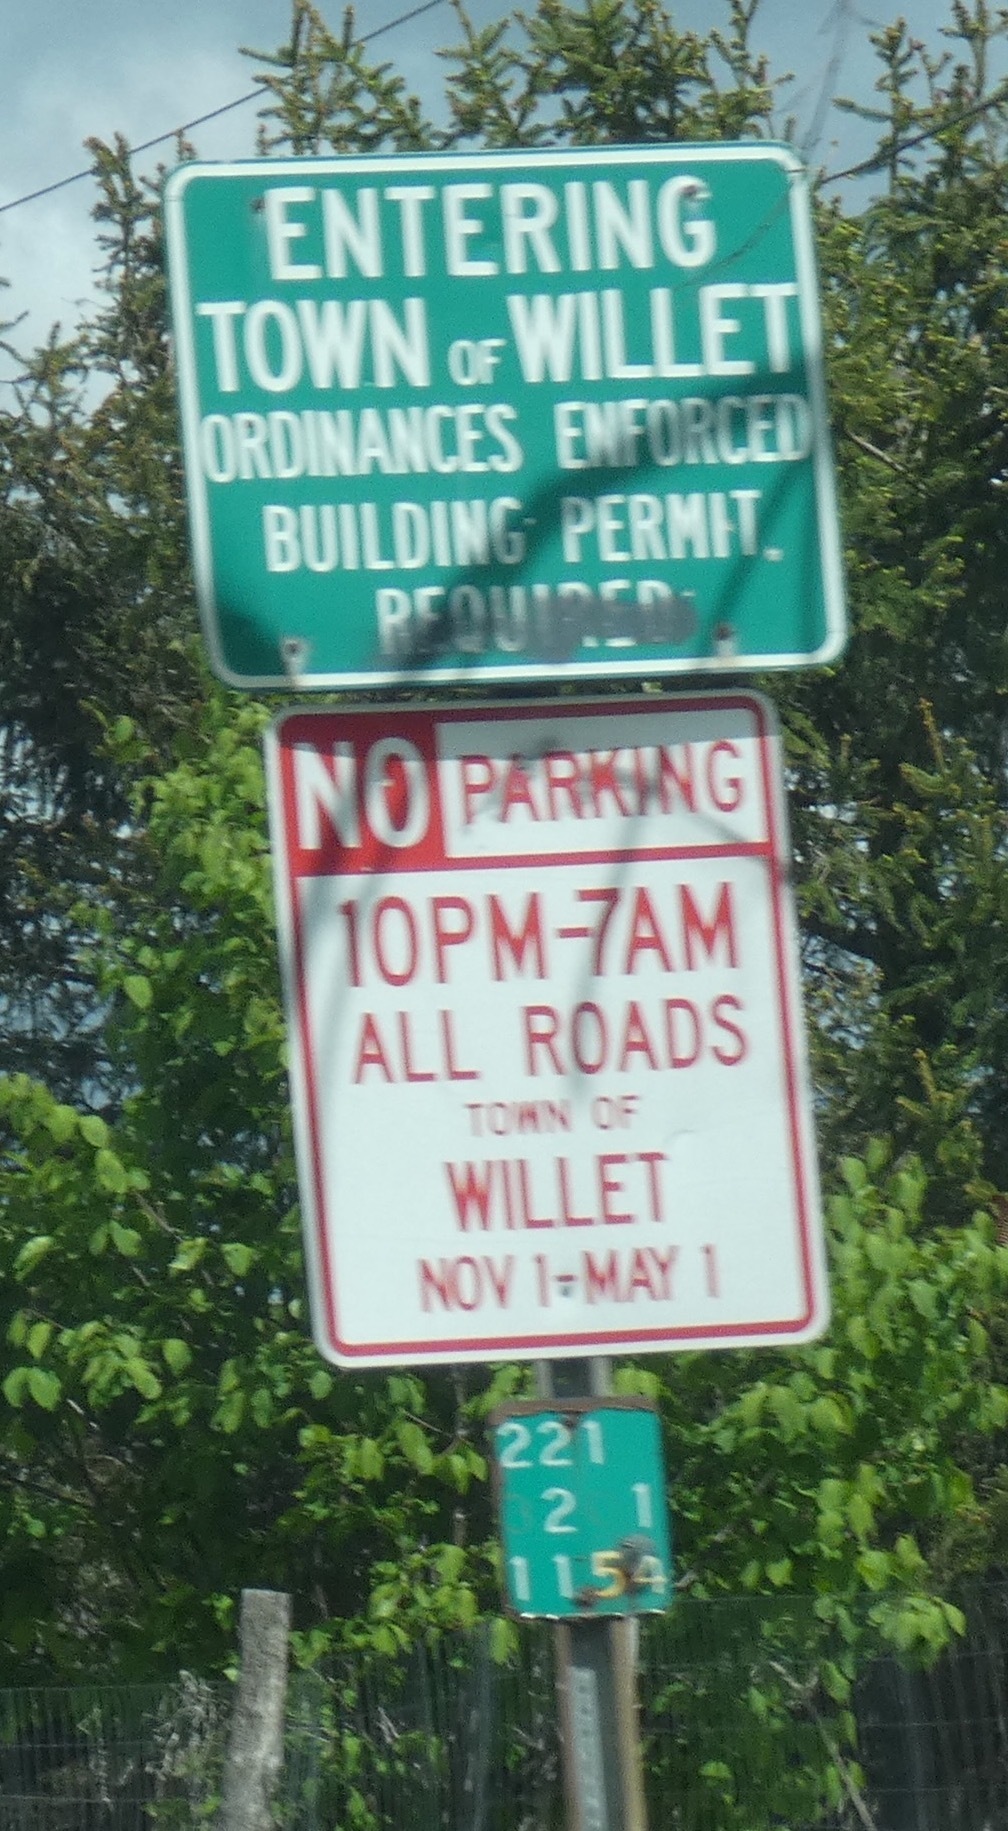 ENTERING
TOWN OF WILLET
ORDINANCES ENFORCED
BUILDING PERMIT
REQUIRED
NO PARKING
10PM-7AM
ALL ROADS
TOWN OF
WILLET
NOV 1-MAY 1
221
2 1
1154